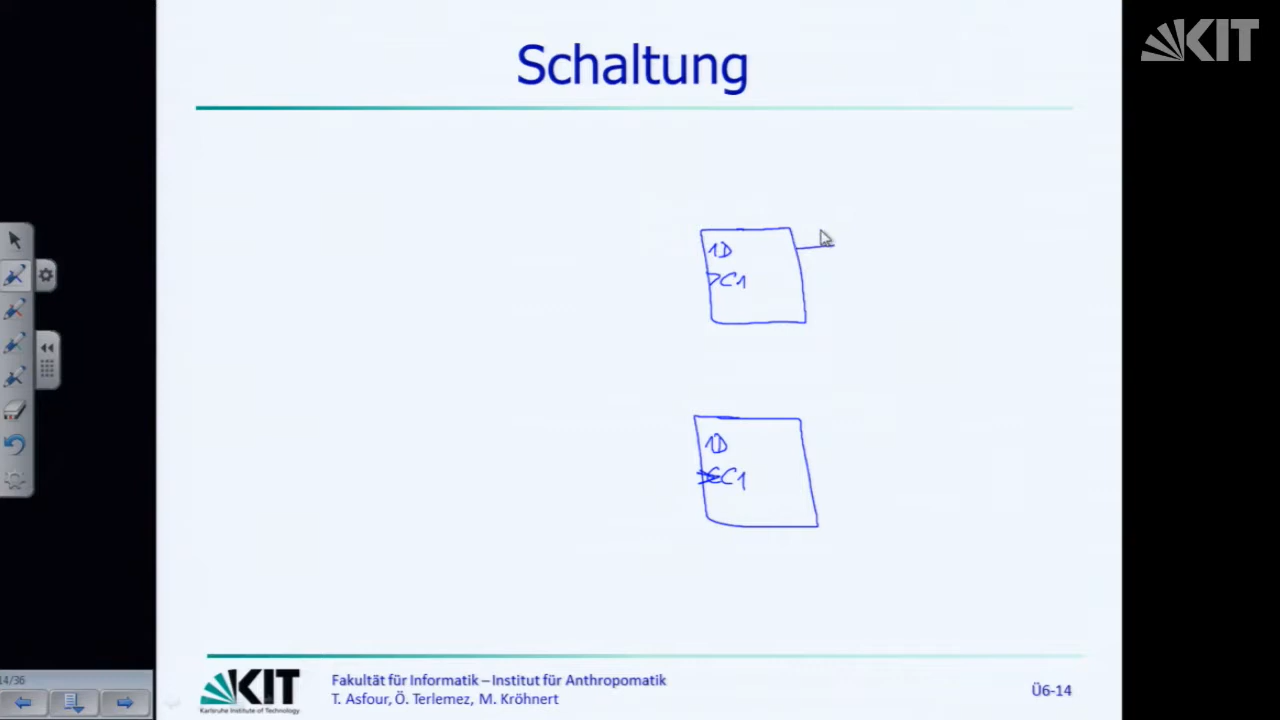 KIT
Schaltung
1D
C1
1D
C1
14/36
KIT
Karlsruhe Institute of Technology
Fakultät für Informatik – Institut für Anthropomatik
T. Asfour, Ö. Terlemez, M. Kröhnert
Ü6-14